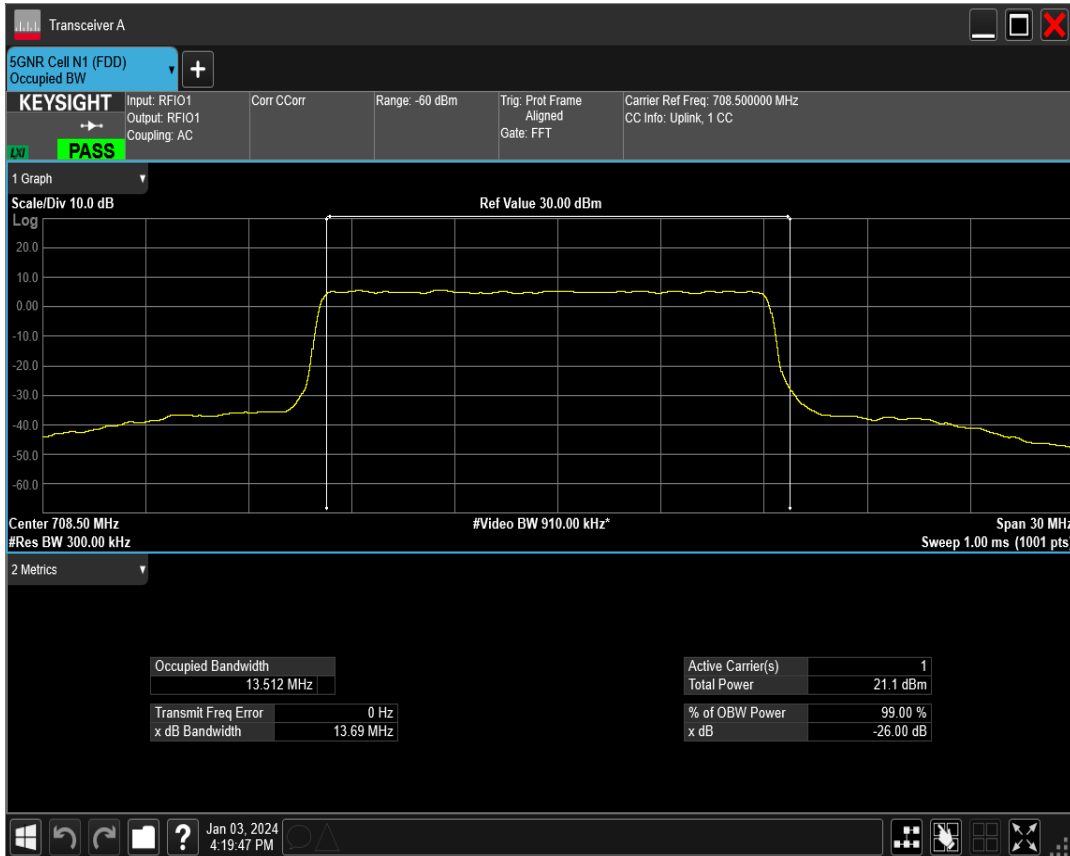 Transceiver A
5GNR Cell N1 (FDD)
Occupied BW
+
KEYSIGHT
LXI
PASS
Input: RFIO1
Output: RFIO1
Coupling: AC
Corr CCorr
Range: -60 dBm
Trig: Prot Frame
Aligned
Gate: FFT
Carrier Ref Freq: 708.500000 MHz
CC Info: Uplink, 1 CC
1 Graph
Scale/Div 10.0 dB
Ref Value 30.00 dBm
Log
20.0
10.0
0.00
-10.0
-20.0
-30.0
-40.0
-50.0
-60.0
Center 708.50 MHz
#Video BW 910.00 kHz*
Span 30 MHz
#Res BW 300.00 kHz
Sweep 1.00 ms (1001 pts)
2 Metrics
Occupied Bandwidth
13.512 MHz
Transmit Freq Error 0 Hz
x dB Bandwidth 13.69 MHz
Active Carrier(s) 1
Total Power 21.1 dBm
% of OBW Power 99.00 %
x dB -26.00 dB
?
Jan 03, 2024
4:19:47 PM